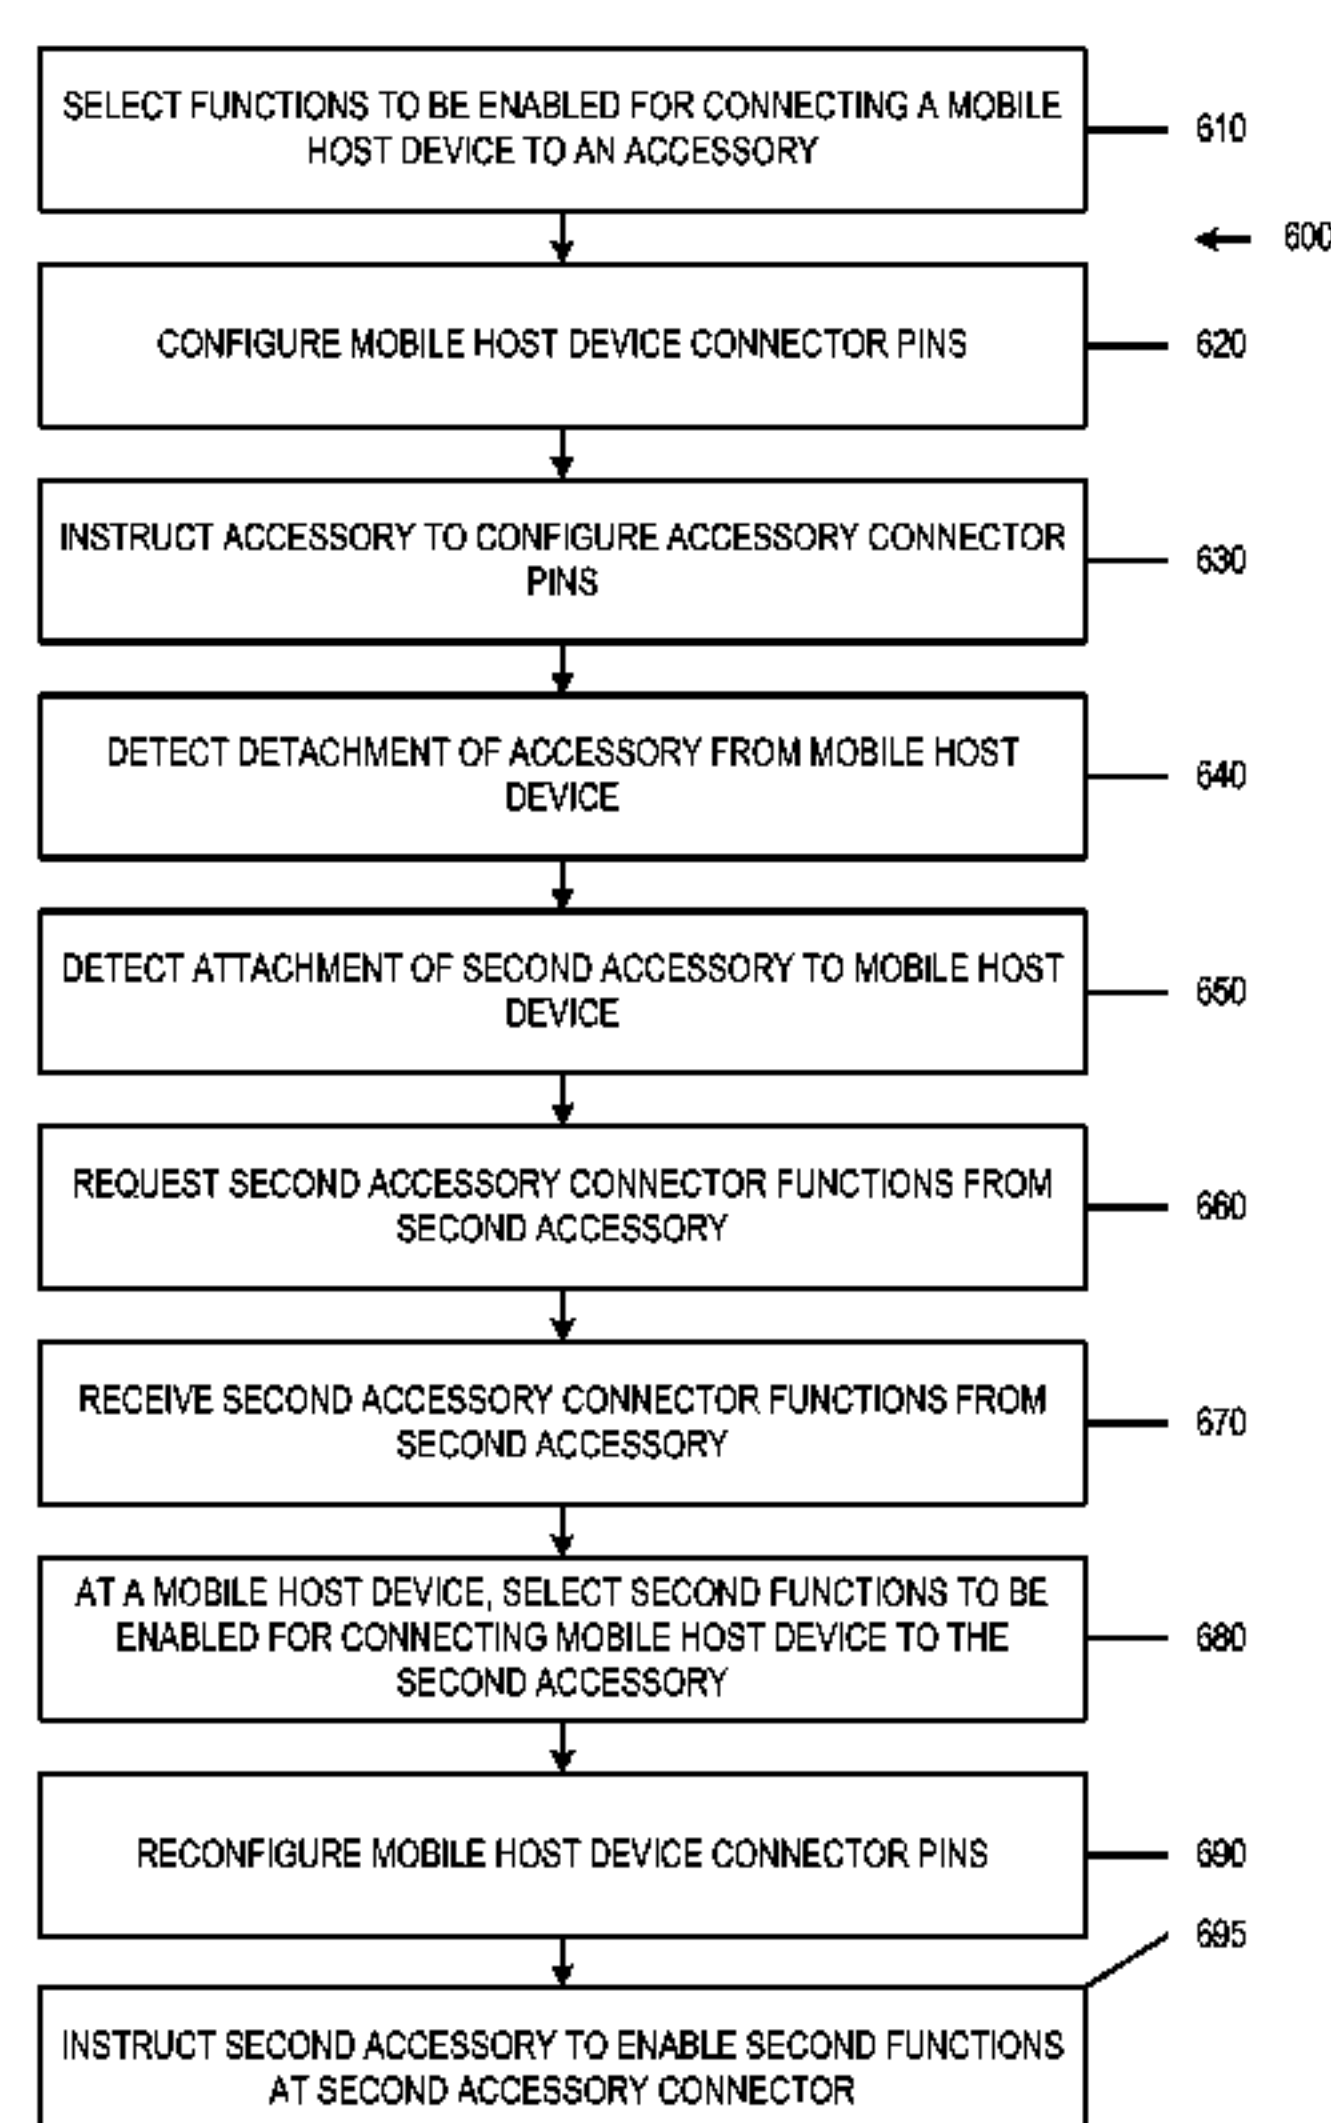 SELECT FUNCTIONS TO BE ENABLED FOR CONNECTING A MOBILE
HOST DEVICE TO AN ACCESSORY
610
600
CONFIGURE MOBILE HOST DEVICE CONNECTOR PINS
620
INSTRUCT ACCESSORY TO CONFIGURE ACCESSORY CONNECTOR
PINS
630
DETECT DETACHMENT OF ACCESSORY FROM MOBILE HOST
DEVICE
640
DETECT ATTACHMENT OF SECOND ACCESSORY TO MOBILE HOST
DEVICE
650
REQUEST SECOND ACCESSORY CONNECTOR FUNCTIONS FROM
SECOND ACCESSORY
660
RECEIVE SECOND ACCESSORY CONNECTOR FUNCTIONS FROM
SECOND ACCESSORY
670
AT A MOBILE HOST DEVICE, SELECT SECOND FUNCTIONS TO BE
ENABLED FOR CONNECTING MOBILE HOST DEVICE TO THE
SECOND ACCESSORY
680
RECONFIGURE MOBILE HOST DEVICE CONNECTOR PINS
690
695
INSTRUCT SECOND ACCESSORY TO ENABLE SECOND FUNCTIONS
AT SECOND ACCESSORY CONNECTOR